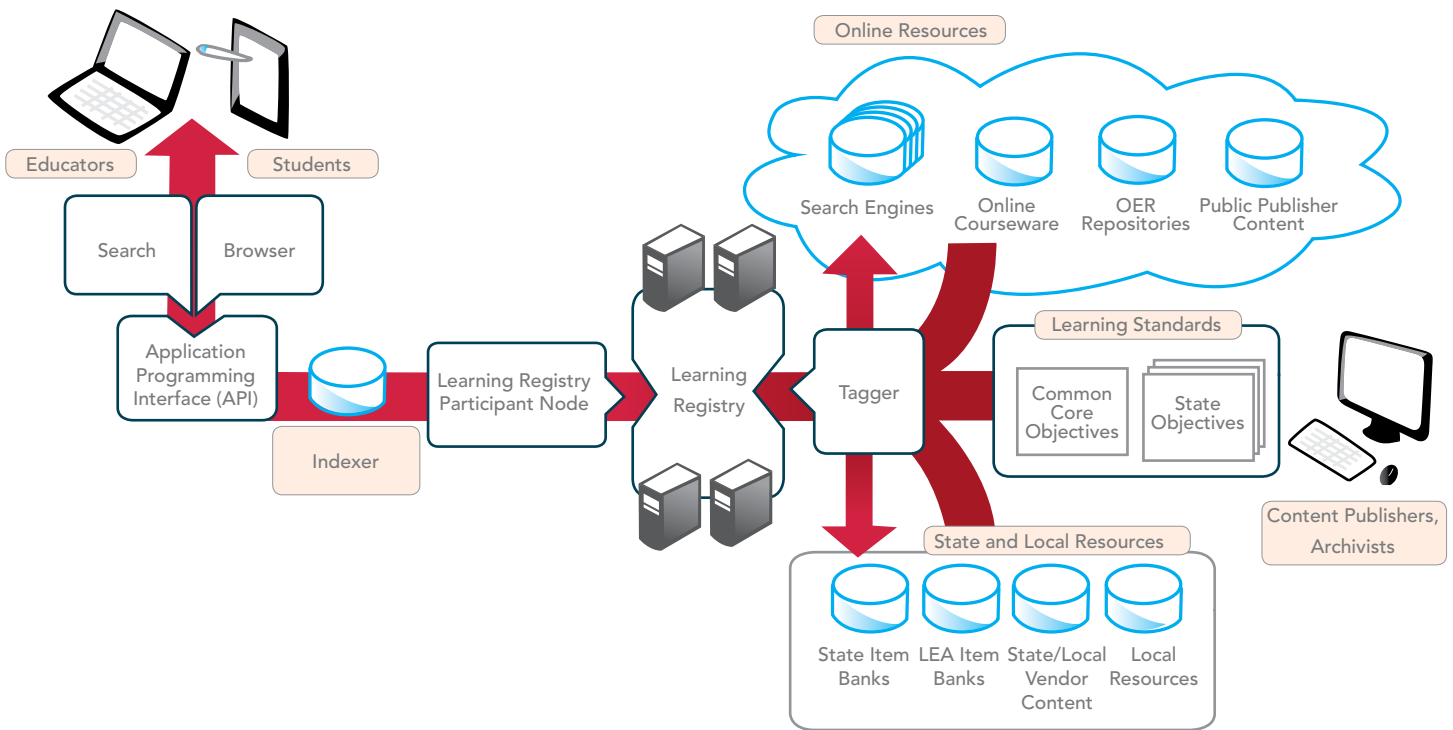 Online Resources
Educators
Students
Search
Browser
Search Engines
Online
Courseware
OER
Repositories
Public Publisher
Content
Application
Programming
Interface (API)
Indexer
Learning Registry
Participant Node
Learning
Registry
Tagger
Learning Standards
Common
Core
Objectives
State
Objectives
Content Publishers,
Archivists
State and Local Resources
State Item
Banks
LEA Item
Banks
State/Local
Vendor
Content
Local
Resources